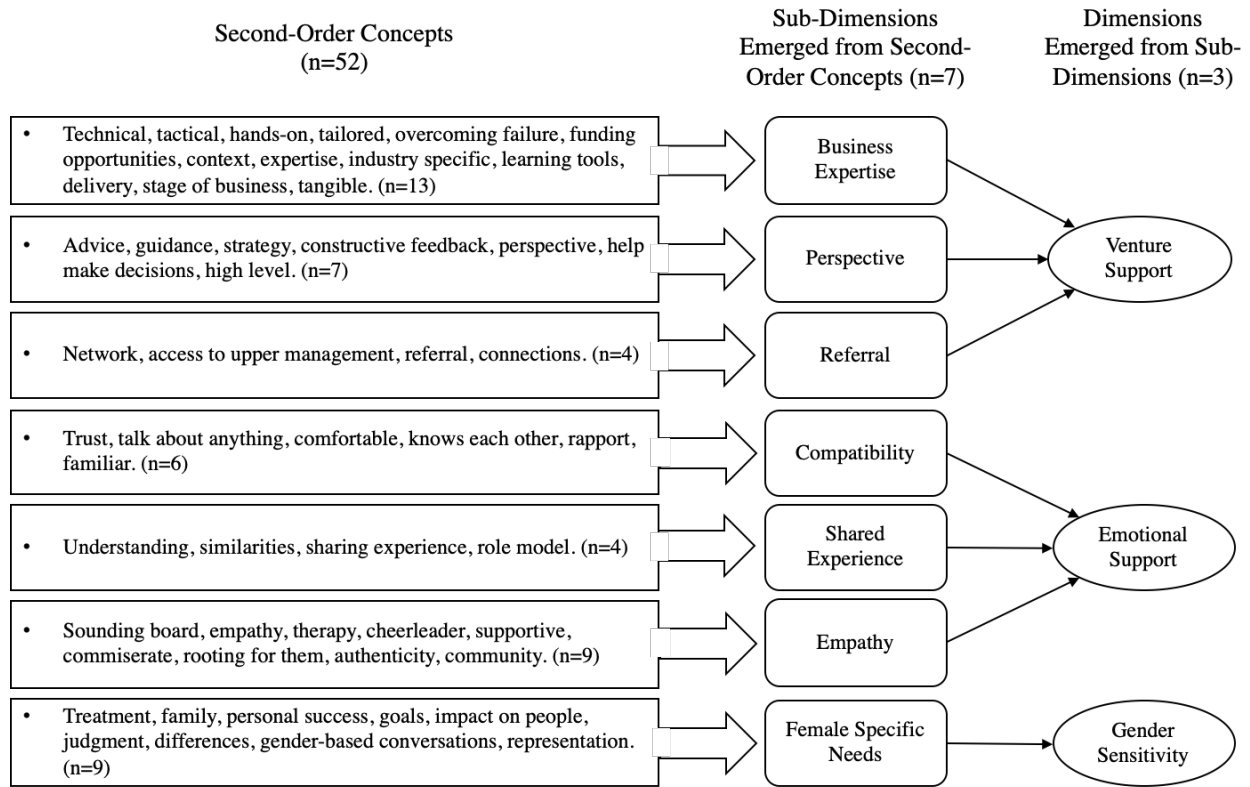 Second-Order Concepts
(n=52)
Sub-Dimensions
Emerged from Second-
Order Concepts (n=7)
Dimensions
Emerged from Sub-
Dimensions (n=3)
• Technical, tactical, hands-on, tailored, overcoming failure, funding
opportunities, context, expertise, industry specific, learning tools,
delivery, stage of business, tangible. (n=13)
Business
Expertise
• Advice, guidance, strategy, constructive feedback, perspective, help
make decisions, high level. (n=7)
Perspective
Venture
Support
• Network, access to upper management, referral, connections. (n=4)
Referral
• Trust, talk about anything, comfortable, knows each other, rapport,
familiar. (n=6)
Compatibility
• Understanding, similarities, sharing experience, role model. (n=4)
Shared
Experience
Emotional
Support
• Sounding board, empathy, therapy, cheerleader, supportive,
commiserate, rooting for them, authenticity, community. (n=9)
Empathy
• Treatment, family, personal success, goals, impact on people,
judgment, differences, gender-based conversations, representation.
(n=9)
Female Specific
Needs
Gender
Sensitivity